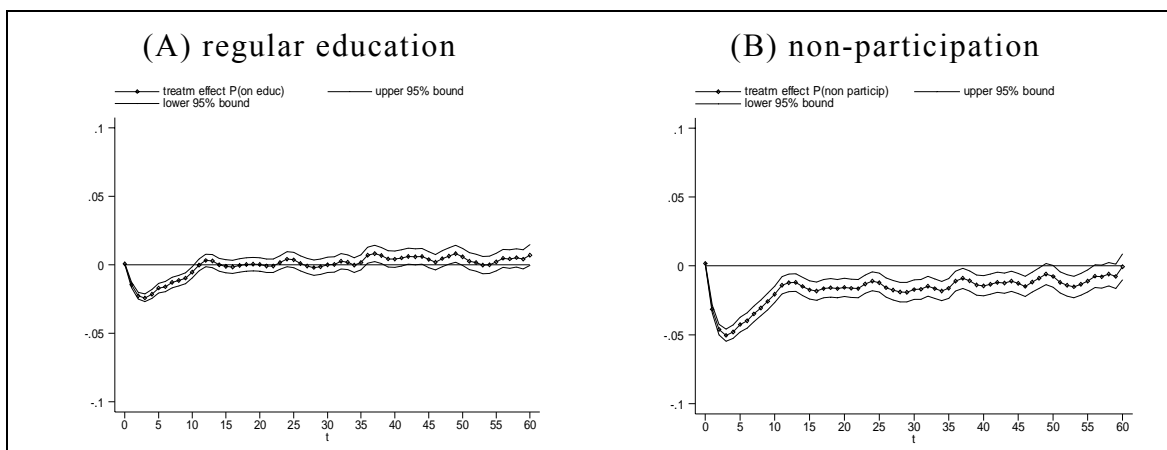 (A) regular education
treatm effect P(on educ)
upper 95% bound
lower 95% bound
.1
.05
0
-.05
-.1
0 5 10 15 20 25 30 35 40 45 50 55 60
t
(B) non-participation
treatm effect P(non particip)
upper 95% bound
lower 95% bound
.1
.05
0
-.05
-.1
0 5 10 15 20 25 30 35 40 45 50 55 60
t